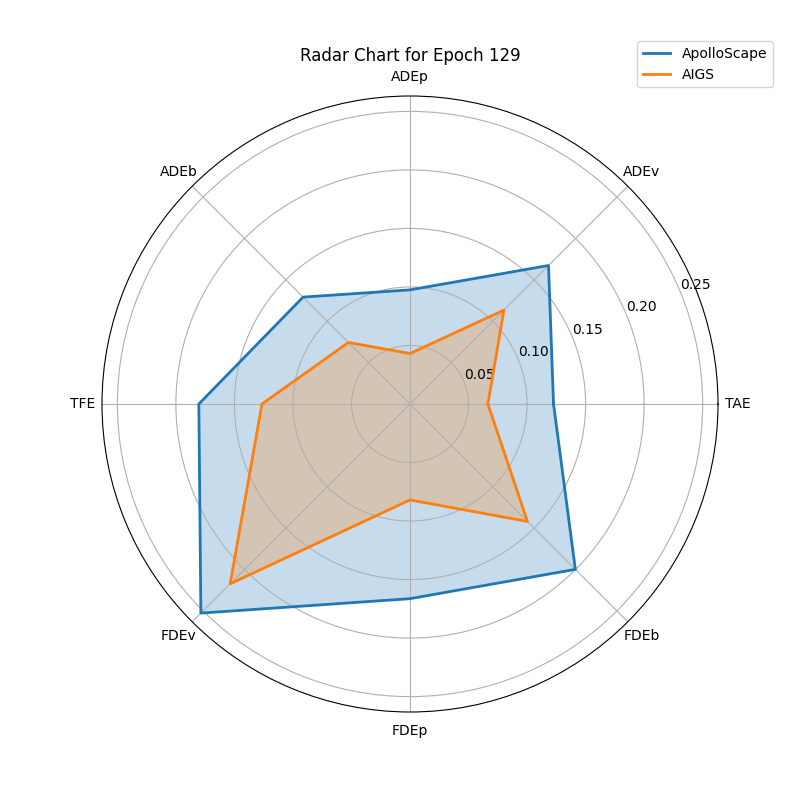 Radar Chart for Epoch 129
ApolloScape
AIGS
ADEp
ADEb
ADEv
0.25
0.20
0.15
0.10
0.05
TFE
TAE
FDEv
FDEb
FDEp